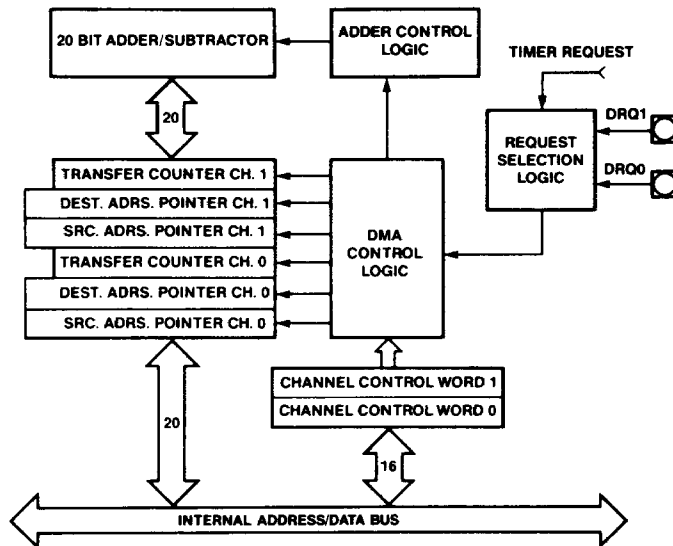 20 BIT ADDER/SUBTRACTOR
ADDER CONTROL
LOGIC
TIMER REQUEST
20
DRQ1
REQUEST
SELECTION
LOGIC
DRQ0
TRANSFER COUNTER CH. 1
DEST. ADRS. POINTER CH. 1
SRC. ADRS. POINTER CH. 1
TRANSFER COUNTER CH. 0
DEST. ADRS. POINTER CH. 0
SRC. ADRS. POINTER CH. 0
DMA
CONTROL
LOGIC
CHANNEL CONTROL WORD 1
CHANNEL CONTROL WORD 0
20
16
INTERNAL ADDRESS/DATA BUS